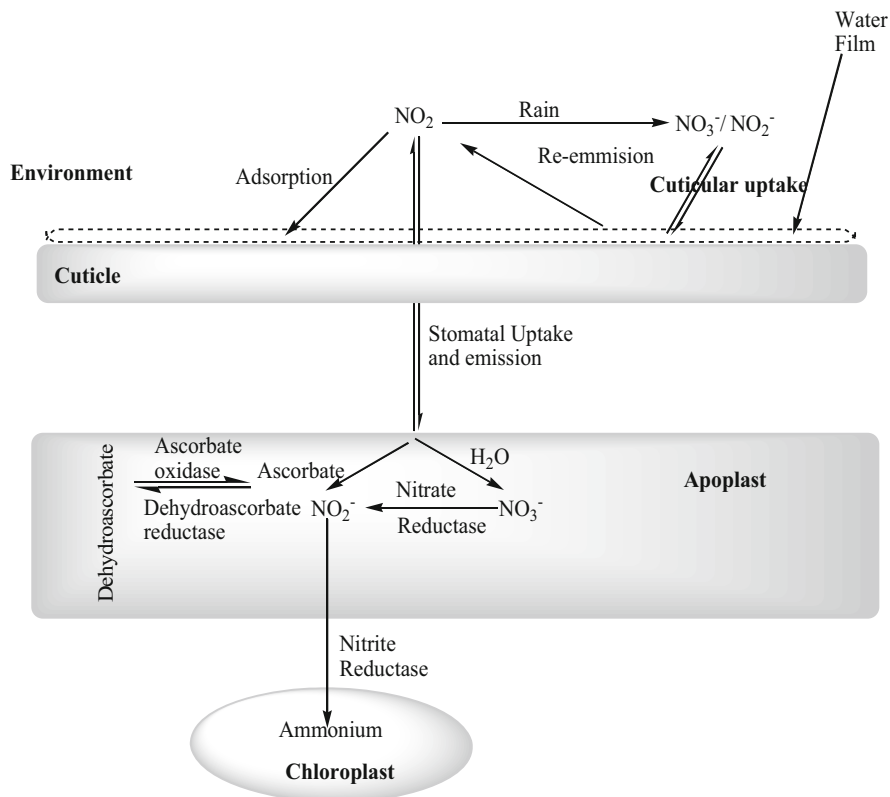 Water
Film
NO₂
Rain
NO₃⁻/ NO₂⁻
Re-emmision
Environment
Adsorption
Cuticular uptake
Cuticle
Stomatal Uptake
and emission
Dehydroascorbate
Ascorbate
oxidase
Ascorbate
H₂O
Apoplast
Dehydroascorbate
reductase
NO₂⁻
Nitrate
Reductase
NO₃⁻
Nitrite
Reductase
Ammonium
Chloroplast